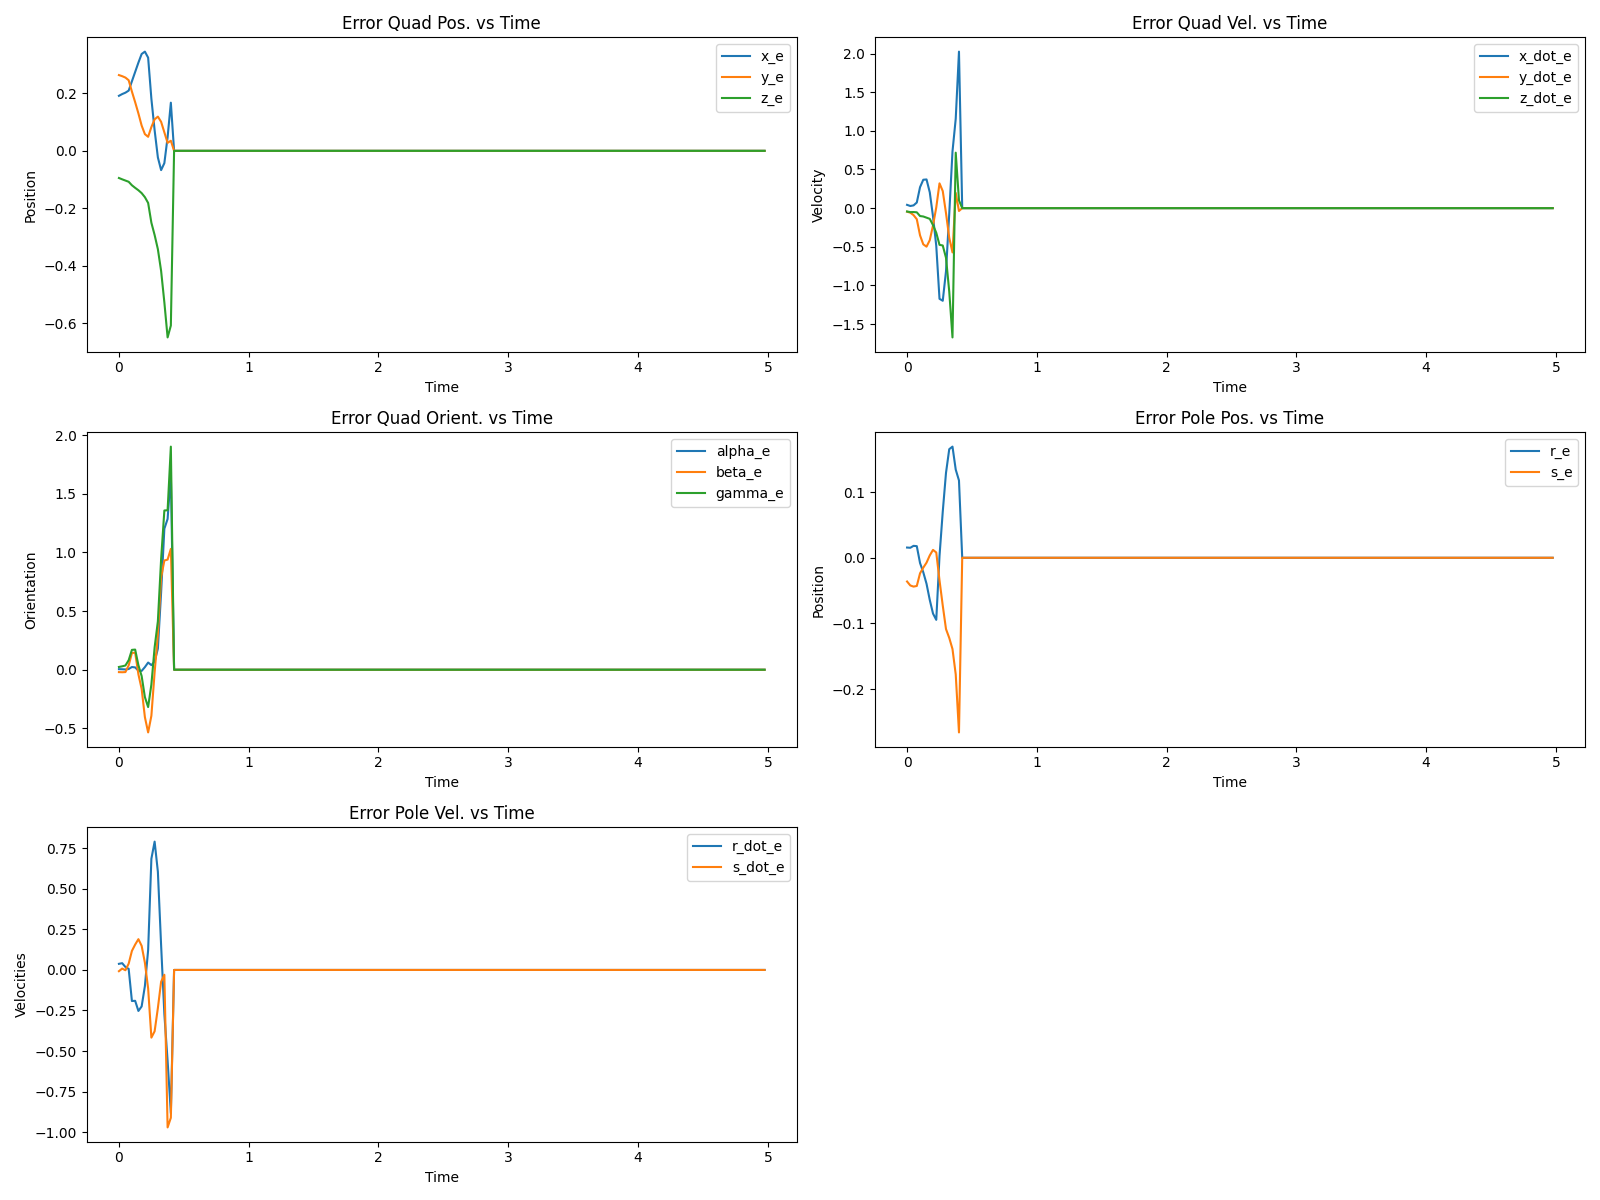 Error Quad Pos. vs Time
Position
0.2
0.0
−0.2
−0.4
−0.6
0 1 2 3 4 5
Time
x_e
y_e
z_e
Error Quad Vel. vs Time
Velocity
2.0
1.5
1.0
0.5
0.0
−0.5
−1.0
−1.5
0 1 2 3 4 5
Time
x_dot_e
y_dot_e
z_dot_e
Error Quad Orient. vs Time
Orientation
2.0
1.5
1.0
0.5
0.0
−0.5
0 1 2 3 4 5
Time
alpha_e
beta_e
gamma_e
Error Pole Pos. vs Time
Position
0.1
0.0
−0.1
−0.2
0 1 2 3 4 5
Time
r_e
s_e
Error Pole Vel. vs Time
Velocities
0.75
0.50
0.25
0.00
−0.25
−0.50
−0.75
−1.00
0 1 2 3 4 5
Time
r_dot_e
s_dot_e